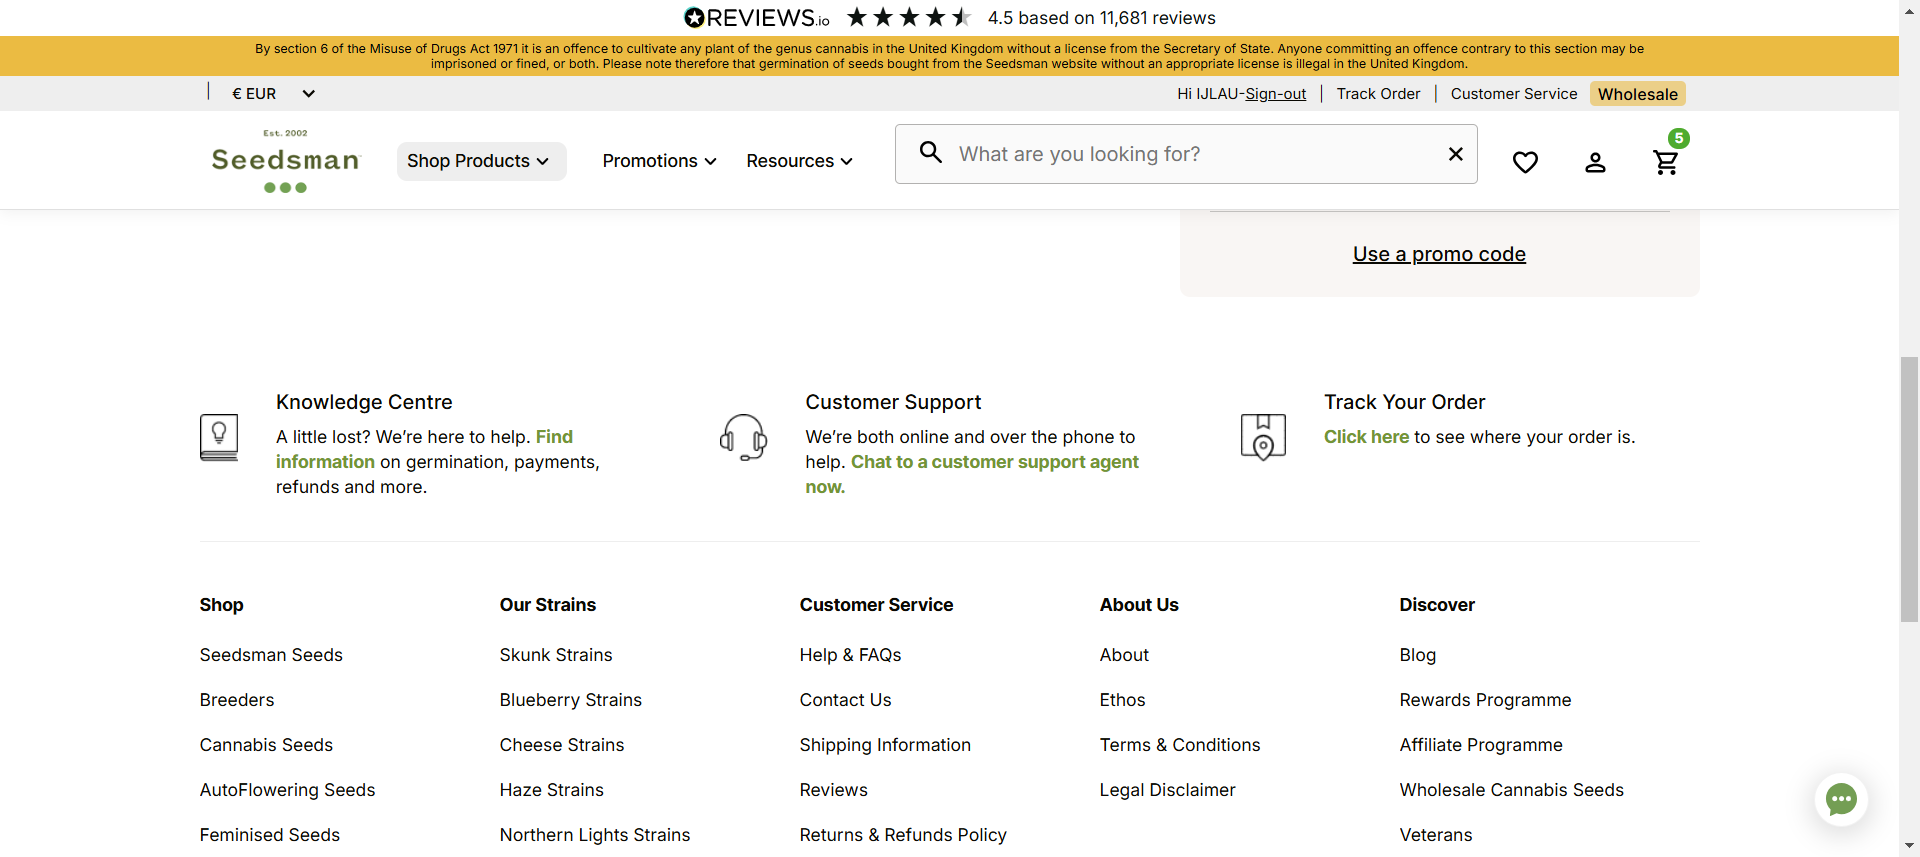 REVIEWS.io 4.5 based on 11,681 reviews
By section 6 of the Misuse of Drugs Act 1971 it is an offence to cultivate any plant of the genus cannabis in the United Kingdom without a license from the Secretary of State. Anyone committing an offence contrary to this section may be
imprisoned or fined, or both. Please note therefore that germination of seeds bought from the Seedsman website without an appropriate license is illegal in the United Kingdom.
€ EUR Hi IJLAU-Sign-out Track Order Customer Service Wholesale
Est. 2002
Seedsman
Shop Products Promotions Resources What are you looking for? 5
Use a promo code
Knowledge Centre
A little lost? We’re here to help. Find
information on germination, payments,
refunds and more.
Customer Support
We’re both online and over the phone to
help. Chat to a customer support agent
now.
Track Your Order
Click here to see where your order is.
Shop
Seedsman Seeds
Breeders
Cannabis Seeds
AutoFlowering Seeds
Feminised Seeds
Our Strains
Skunk Strains
Blueberry Strains
Cheese Strains
Haze Strains
Northern Lights Strains
Customer Service
Help & FAQs
Contact Us
Shipping Information
Reviews
Returns & Refunds Policy
About Us
About
Ethos
Terms & Conditions
Legal Disclaimer
Discover
Blog
Rewards Programme
Affiliate Programme
Wholesale Cannabis Seeds
Veterans